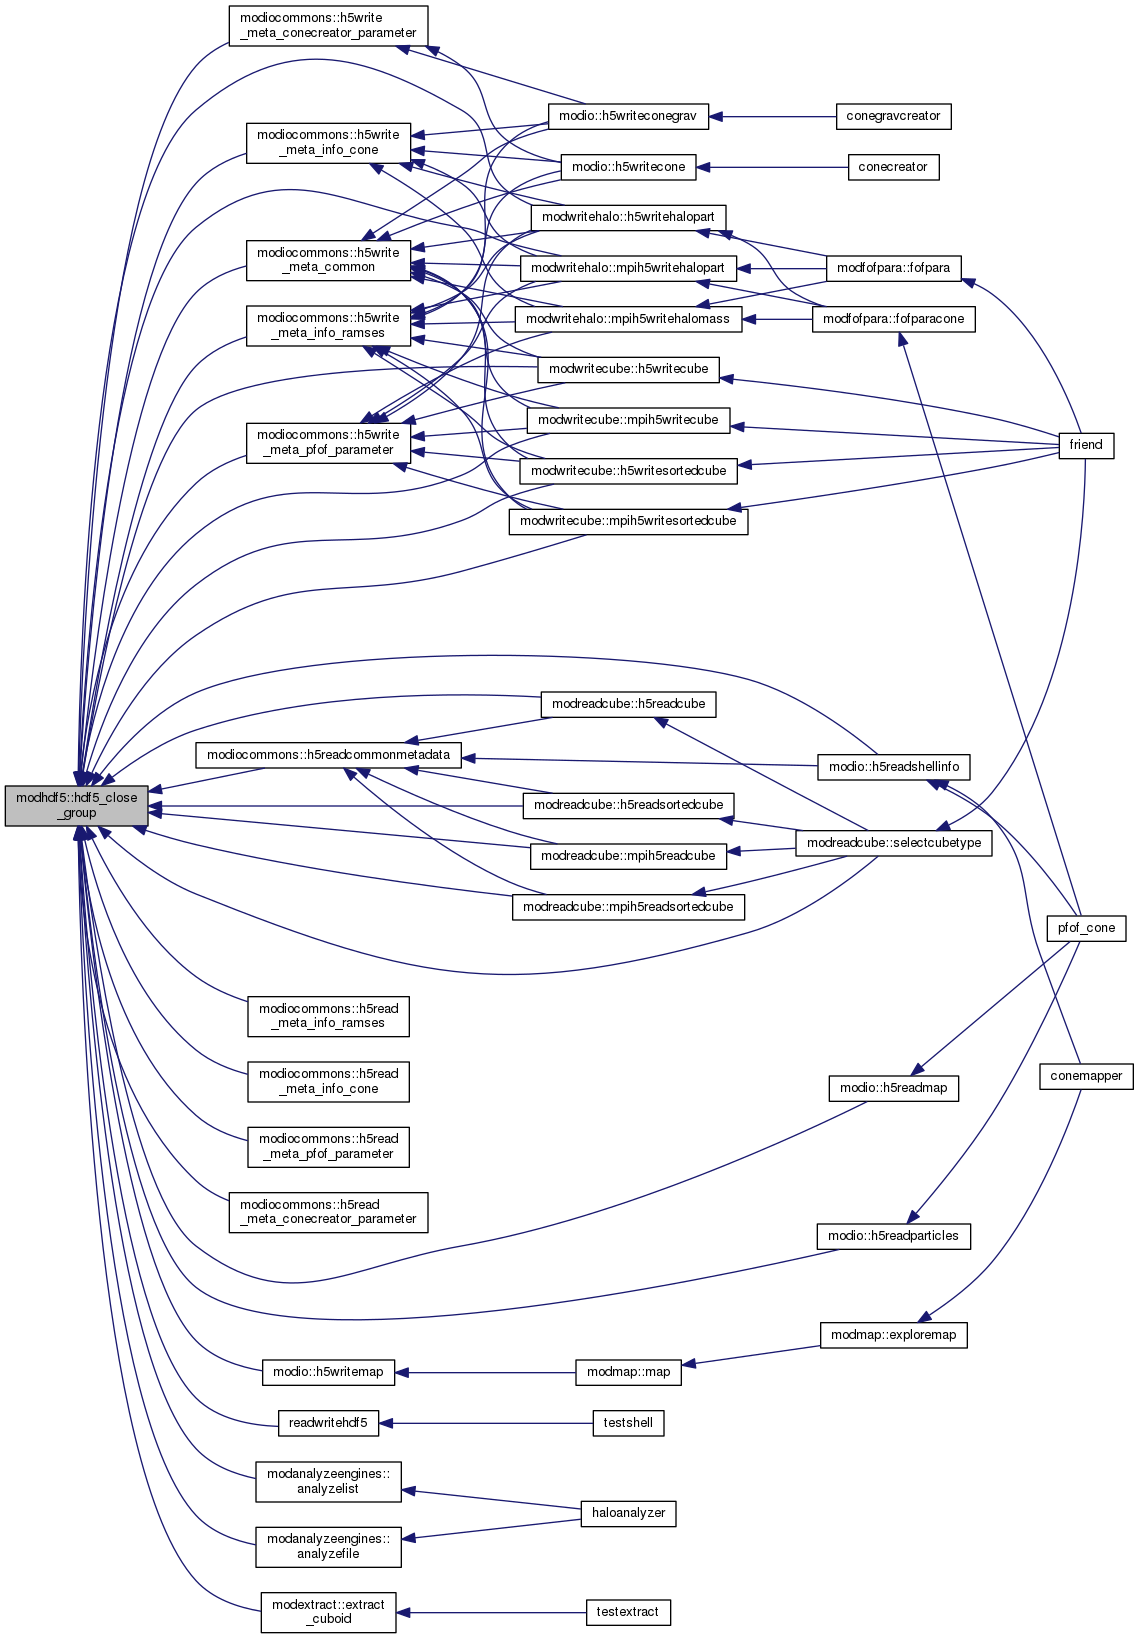 modiocommons::h5write
_meta_conecreator_parameter
modio::h5writeconegrav
conegravcreator
modiocommons::h5write
_meta_info_cone
modio::h5writecone
conecreator
modwritehalo::h5writehalopart
modiocommons::h5write
_meta_common
modwritehalo::mpih5writehalopart
modfofpara::fofpara
modiocommons::h5write
_meta_info_ramses
modwritehalo::mpih5writehalomass
modfofpara::fofparacone
modwritecube::h5writecube
modwritecube::mpih5writecube
modiocommons::h5write
_meta_pfof_parameter
friend
modwritecube::h5writesortedcube
modwritecube::mpih5writesortedcube
modreadcube::h5readcube
modiocommons::h5readcommonmetadata
modio::h5readshellinfo
modhdf5::hdf5_close
_group
modreadcube::h5readsortedcube
modreadcube::selectcubetype
modreadcube::mpih5readcube
modreadcube::mpih5readsortedcube
pfof_cone
modiocommons::h5read
_meta_info_ramses
modiocommons::h5read
_meta_info_cone
conemapper
modio::h5readmap
modiocommons::h5read
_meta_pfof_parameter
modiocommons::h5read
_meta_conecreator_parameter
modio::h5readparticles
modmap::exploremap
modio::h5writemap
modmap::map
readwritehdf5
testshell
modanalyzeengines::
analyzelist
haloanalyzer
modanalyzeengines::
analyzefile
modextract::extract
_cuboid
testextract